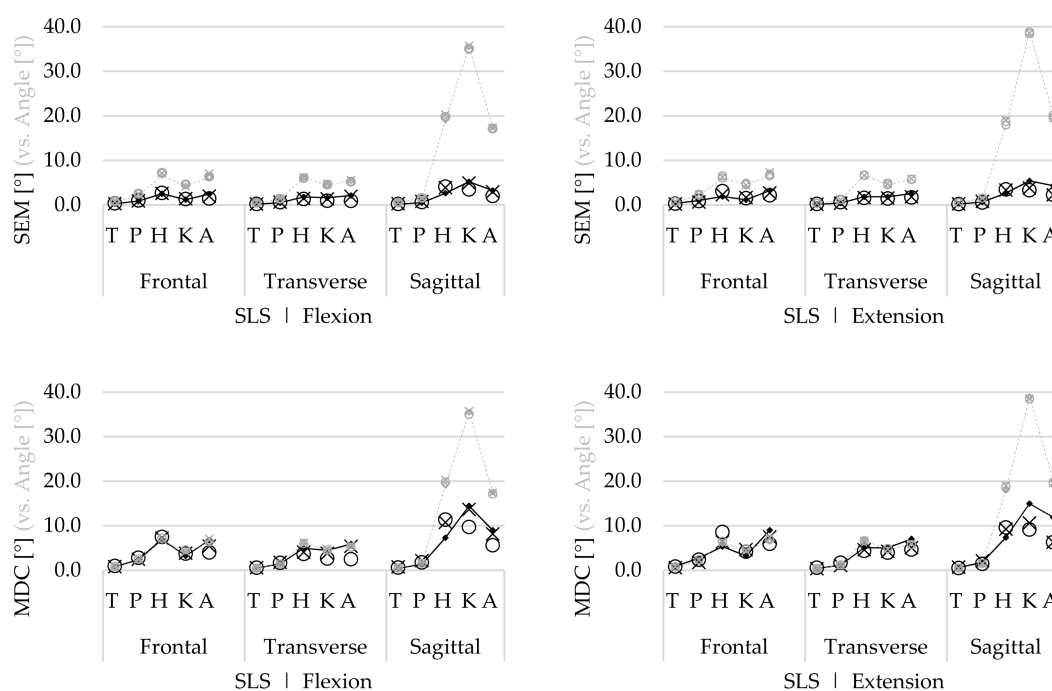 SEM [°] (vs. Angle [°])
40.0
30.0
20.0
10.0
0.0
T P H K A T P H K A T P H K A
Frontal Transverse Sagittal
SLS | Flexion
40.0
30.0
20.0
10.0
0.0
SEM [°] (vs. Angle [°])
T P H K A T P H K A T P H K A
Frontal Transverse Sagittal
SLS | Extension
MDC [°] (vs. Angle [°])
40.0
30.0
20.0
10.0
0.0
T P H K A T P H K A T P H K A
Frontal Transverse Sagittal
SLS | Flexion
MDC [°] (vs. Angle [°])
40.0
30.0
20.0
10.0
0.0
T P H K A T P H K A T P H K A
Frontal Transverse Sagittal
SLS | Extension